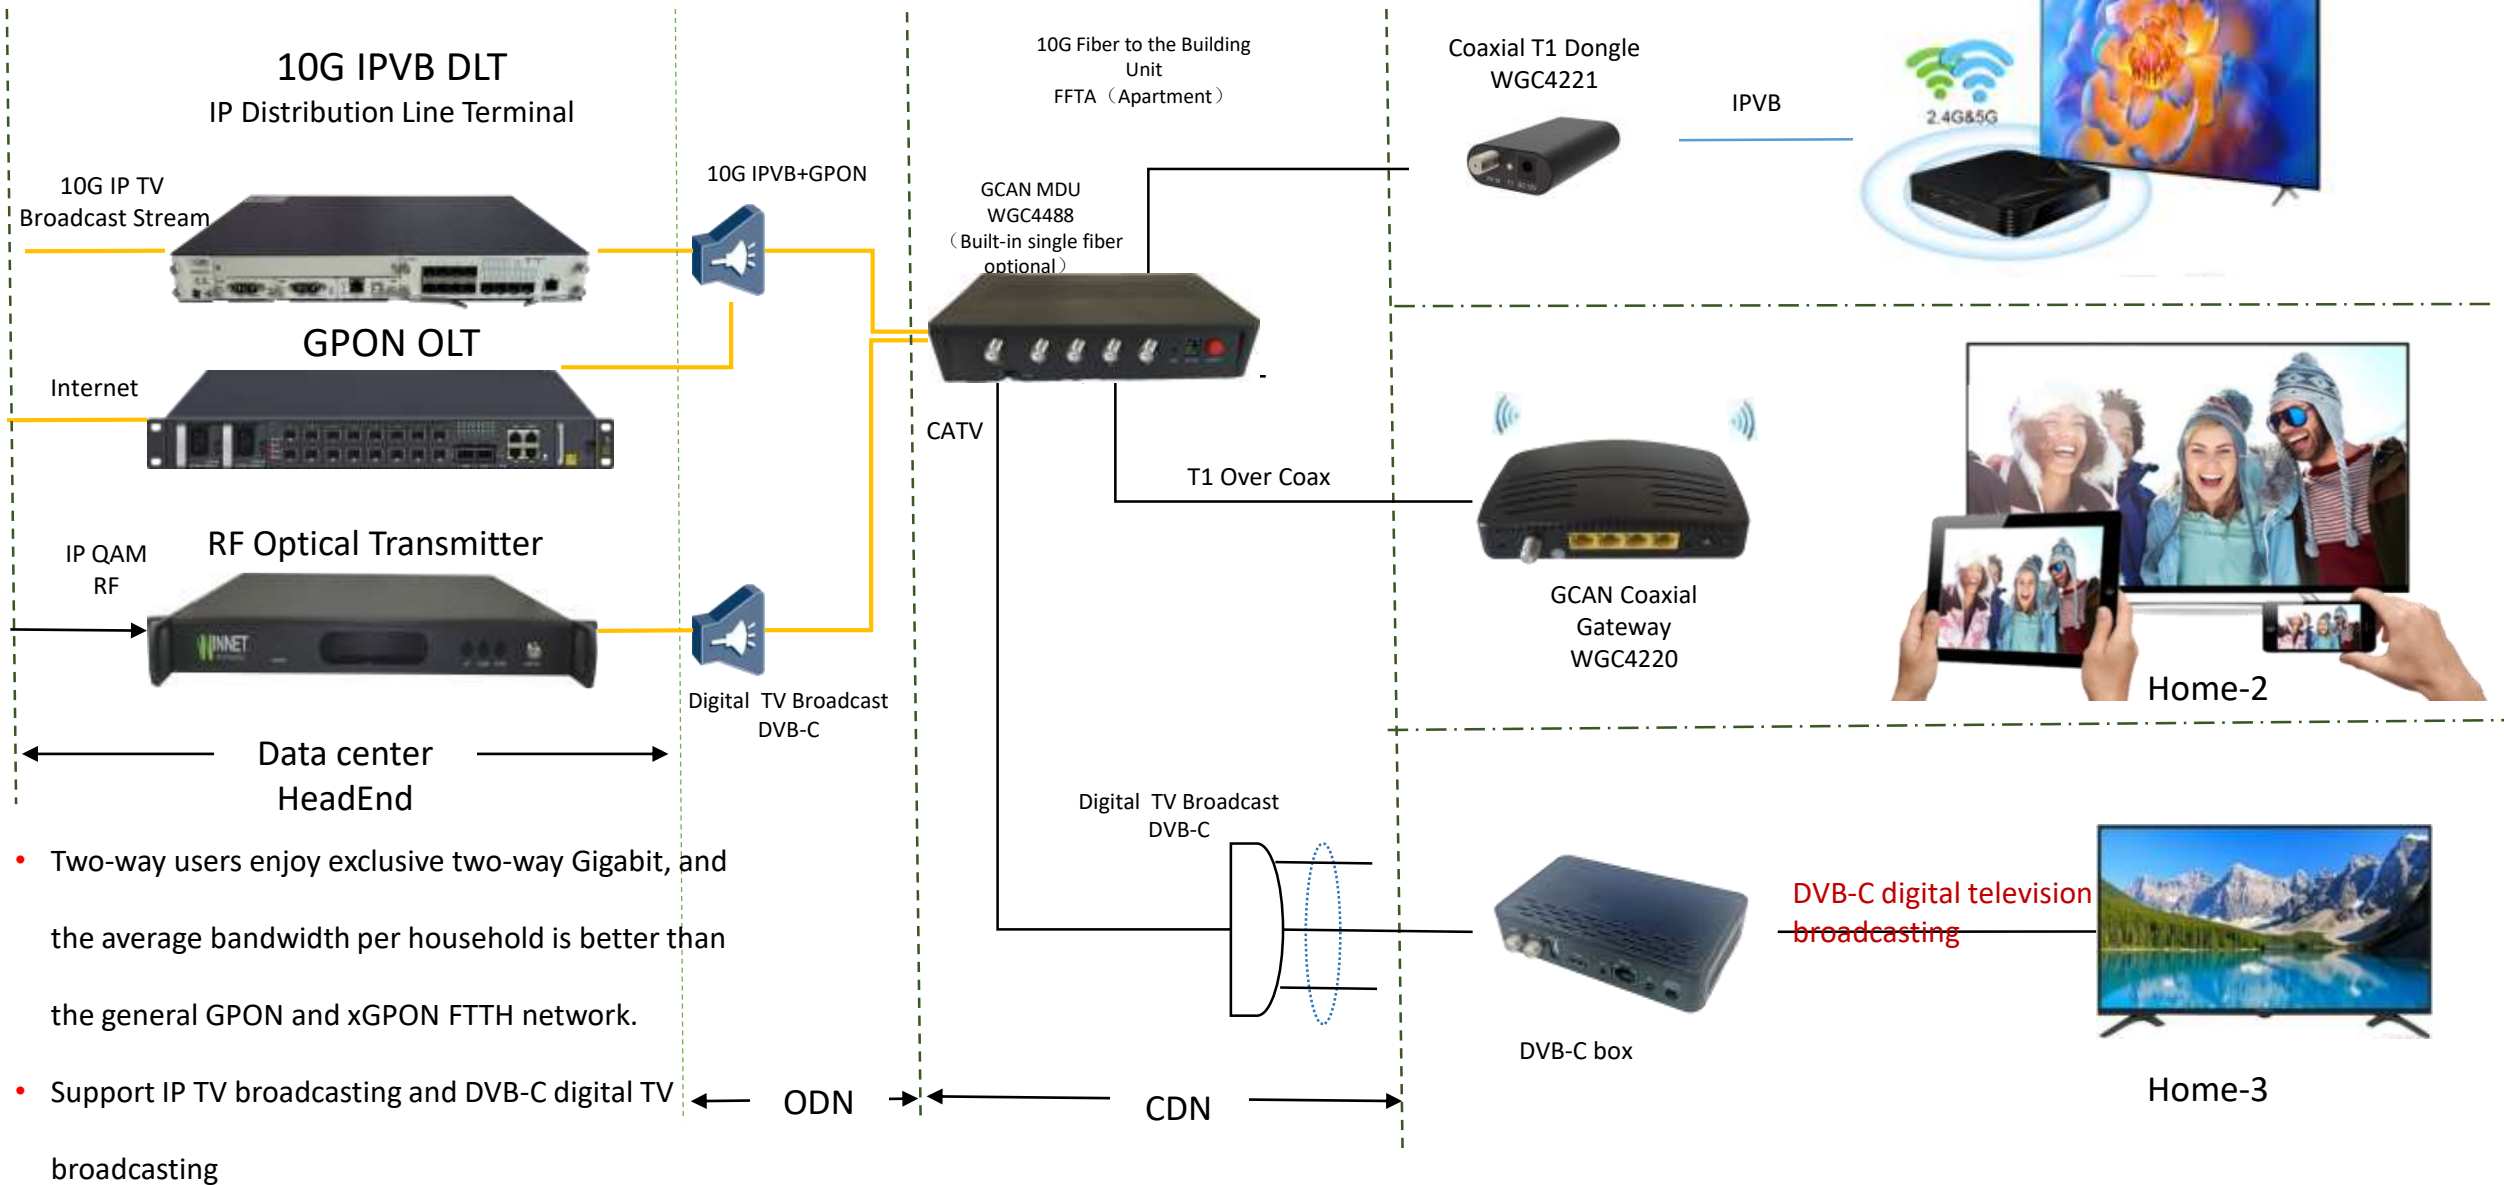 10G IPVB DLT
IP Distribution Line Terminal
10G IP TV
Broadcast Stream
GPON OLT
Internet
RF Optical Transmitter
IP QAM
RF
INNET
Data center
HeadEnd
10G IPVB+GPON
Digital TV Broadcast
DVB-C
10G Fiber to the Building
Unit
FFTA（Apartment）
GCAN MDU
WGC4488
（Built-in single fiber
optional）
CATV
T1 Over Coax
Digital TV Broadcast
DVB-C
Coaxial T1 Dongle
WGC4221
IPVB
2.4G&5G
GCAN Coaxial
Gateway
WGC4220
Home-2
DVB-C digital television
broadcasting
DVB-C box
Home-3
ODN
CDN
• Two-way users enjoy exclusive two-way Gigabit, and
the average bandwidth per household is better than
the general GPON and xGPON FTTH network.
• Support IP TV broadcasting and DVB-C digital TV
broadcasting